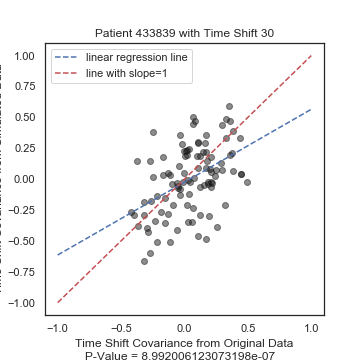 Patient 433839 with Time Shift 30
linear regression line
line with slope=1
1.00
0.75
0.50
0.25
0.00
−0.25
−0.50
−0.75
−1.00
−1.0 −0.5 0.0 0.5 1.0
Time Shift Covariance from Original Data
P-Value = 8.992006123073198e-07